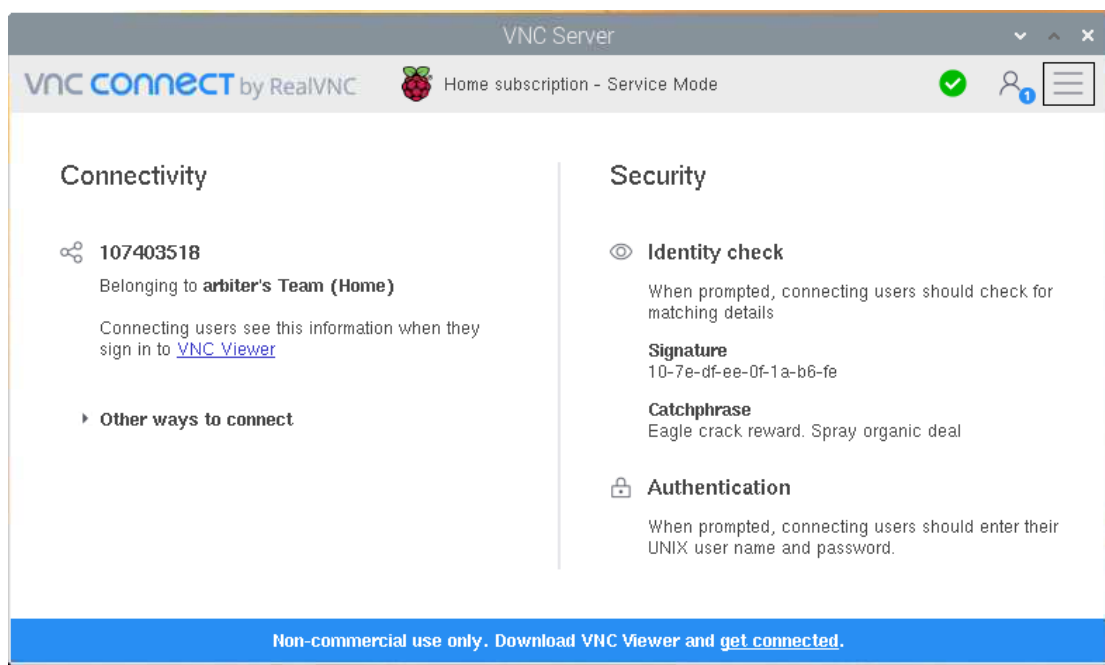 VNC Server
VNC CONNECT by RealVNC
Home subscription - Service Mode
1
Connectivity
107403518
Belonging to arbiter's Team (Home)
Connecting users see this information when they
sign in to VNC Viewer
Other ways to connect
Security
Identity check
When prompted, connecting users should check for
matching details
Signature
10-7e-df-ee-0f-1a-b6-fe
Catchphrase
Eagle crack reward. Spray organic deal
Authentication
When prompted, connecting users should enter their
UNIX user name and password.
Non-commercial use only. Download VNC Viewer and get connected.